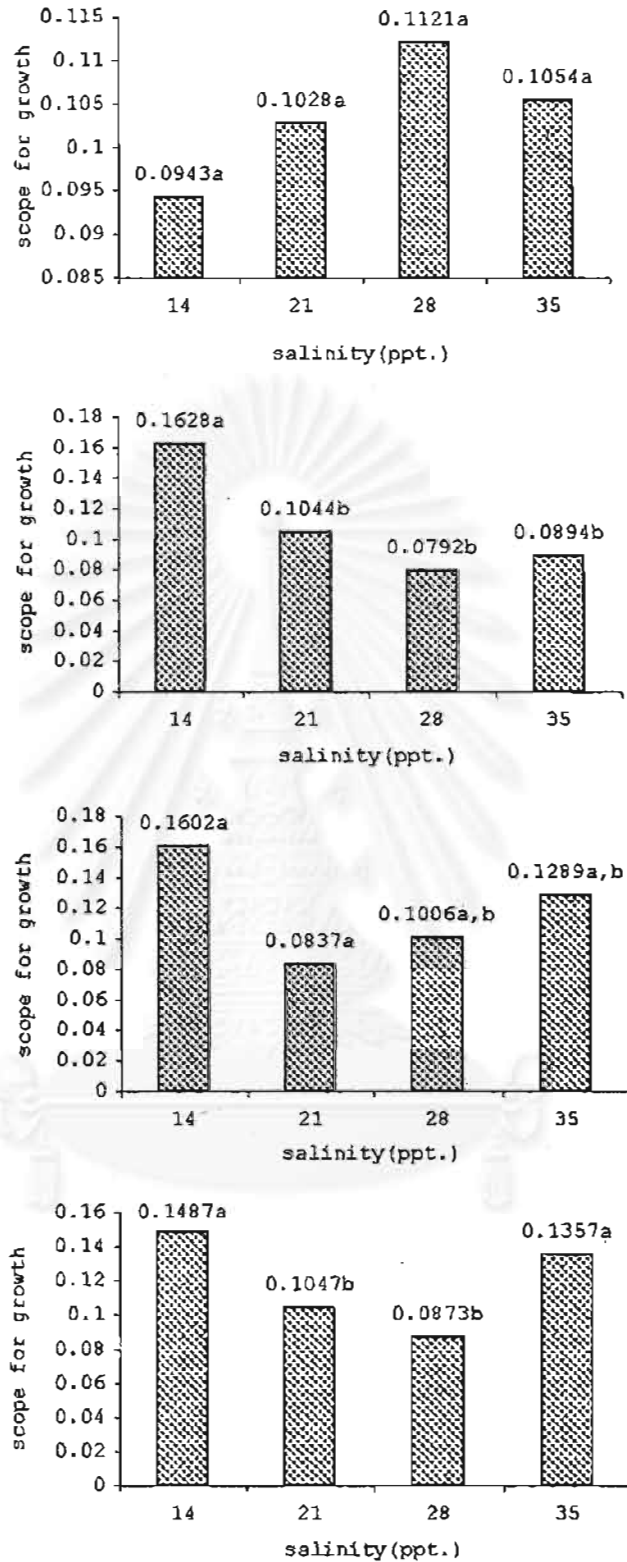 0.115
0.11
0.105
0.1
0.095
0.09
0.085
scope for growth
0.0943a
0.1028a
0.1121a
0.1054a
14 21 28 35
salinity(ppt.)
0.18
0.16
0.14
0.12
0.1
0.08
0.06
0.04
0.02
0
scope for growth
0.1628a
0.1044b
0.0792b
0.0894b
14 21 28 35
salinity(ppt.)
0.18
0.16
0.14
0.12
0.1
0.08
0.06
0.04
0.02
0
scope for growth
0.1602a
0.0837a
0.1006a,b
0.1289a,b
14 21 28 35
salinity(ppt.)
0.16
0.14
0.12
0.1
0.08
0.06
0.04
0.02
0
scope for growth
0.1487a
0.1047b
0.0873b
0.1357a
14 21 28 35
salinity(ppt.)